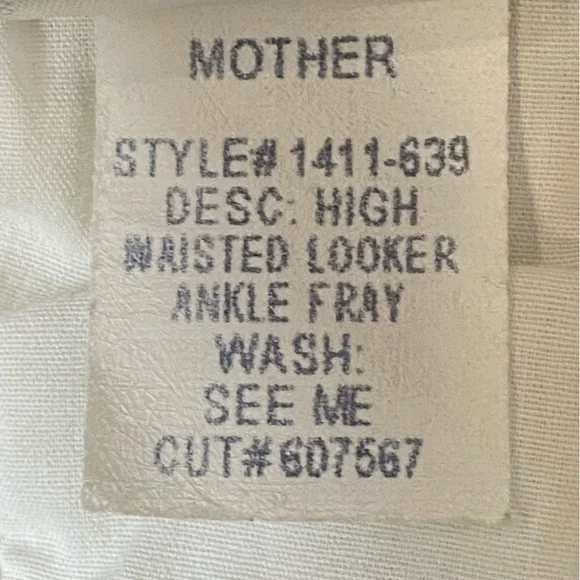 MOTHER
STYLE# 1411-639
DESC: HIGH
WAISTED LOOKER
ANKLE FRAY
WASH:
SEE ME
CUT#607567